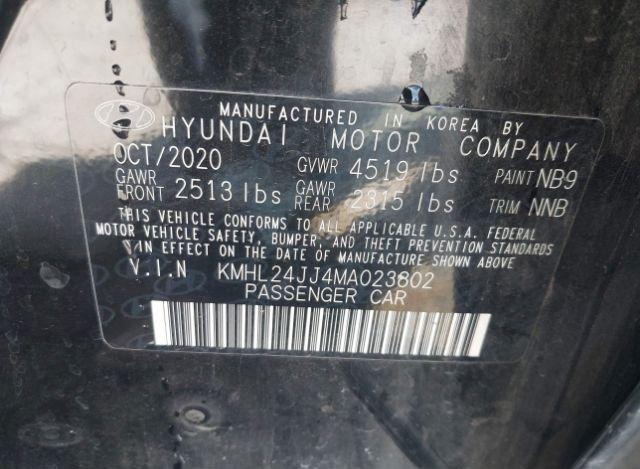 MANUFACTURED IN KOREA BY
HYUNDAI MOTOR COMPANY
OCT/2020 GVWR 4519 lbs PAINT NB9
GAWR FRONT 2513 lbs GAWR REAR 2315 lbs TRIM NNB
THIS VEHICLE CONFORMS TO ALL APPLICABLE U.S.A. FEDERAL
MOTOR VEHICLE SAFETY, BUMPER, AND THEFT PREVENTION STANDARDS
IN EFFECT ON THE DATE OF MANUFACTURE SHOWN ABOVE
V.I.N KMHL24JJ4MA023802
PASSENGER CAR